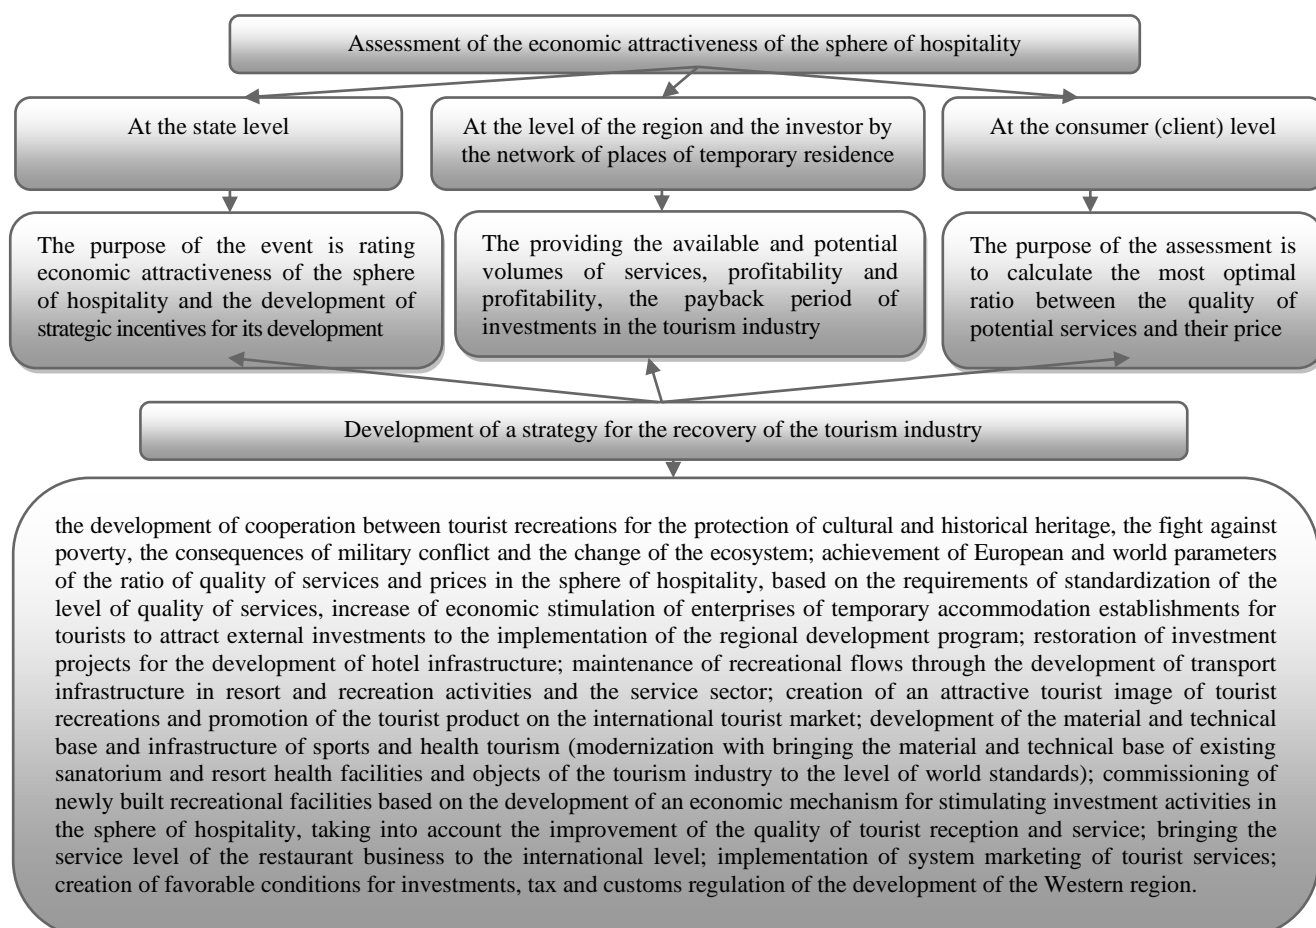 Assessment of the economic attractiveness of the sphere of hospitality
At the state level
At the level of the region and the investor by
the network of places of temporary residence
At the consumer (client) level
The purpose of the event is rating
economic attractiveness of the sphere
of hospitality and the development of
strategic incentives for its development
The providing the available and potential
volumes of services, profitability and
profitability, the payback period of
investments in the tourism industry
The purpose of the assessment is
to calculate the most optimal
ratio between the quality of
potential services and their price
Development of a strategy for the recovery of the tourism industry
the development of cooperation between tourist recreations for the protection of cultural and historical heritage, the fight against
poverty, the consequences of military conflict and the change of the ecosystem; achievement of European and world parameters
of the ratio of quality of services and prices in the sphere of hospitality, based on the requirements of standardization of the
level of quality of services, increase of economic stimulation of enterprises of temporary accommodation establishments for
tourists to attract external investments to the implementation of the regional development program; restoration of investment
projects for the development of hotel infrastructure; maintenance of recreational flows through the development of transport
infrastructure in resort and recreation activities and the service sector; creation of an attractive tourist image of tourist
recreations and promotion of the tourist product on the international tourist market; development of the material and technical
base and infrastructure of sports and health tourism (modernization with bringing the material and technical base of existing
sanatorium and resort health facilities and objects of the tourism industry to the level of world standards); commissioning of
newly built recreational facilities based on the development of an economic mechanism for stimulating investment activities in
the sphere of hospitality, taking into account the improvement of the quality of tourist reception and service; bringing the
service level of the restaurant business to the international level; implementation of system marketing of tourist services;
creation of favorable conditions for investments, tax and customs regulation of the development of the Western region.